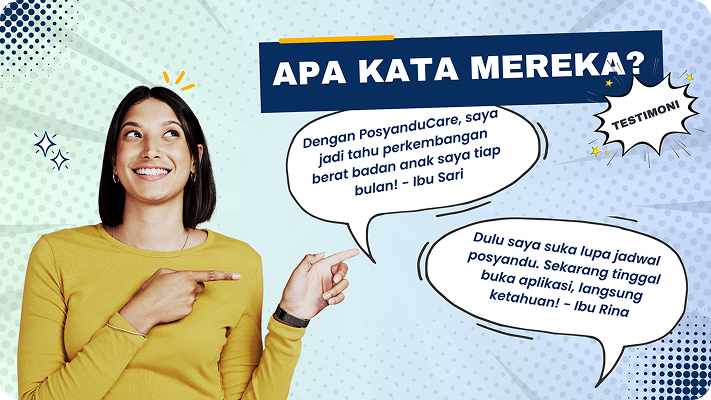 APA KATA MEREKA?
TESTIMONI
Dengan PosyanduCare, saya
jadi tahu perkembangan
berat badan anak saya tiap
bulan! - Ibu Sari
Dulu saya suka lupa jadwal
posyandu. Sekarang tinggal
buka aplikasi, langsung
ketahuan! - Ibu Rina